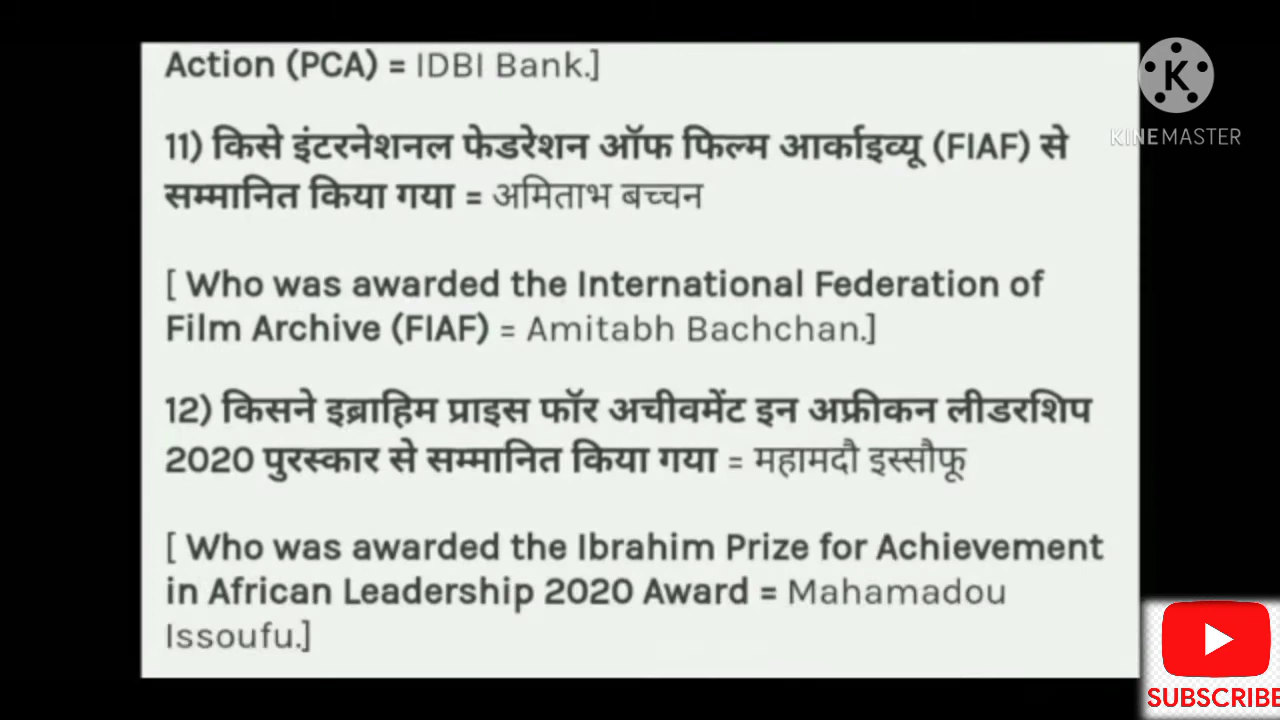 Action (PCA) = IDBI Bank.]
K
KINEMASTER
11) किसे इंटरनेशनल फेडरेशन ऑफ फिल्म आर्काइव्यू (FIAF) से
सम्मानित किया गया = अमिताभ बच्चन
[ Who was awarded the International Federation of
Film Archive (FIAF) = Amitabh Bachchan.]
12) किसने इब्राहिम प्राइस फॉर अचीवमेंट इन अफ्रीकन लीडरशिप
2020 पुरस्कार से सम्मानित किया गया = महामदौ इस्सौफू
[ Who was awarded the Ibrahim Prize for Achievement
in African Leadership 2020 Award = Mahamadou
Issoufu.]
SUBSCRIBE